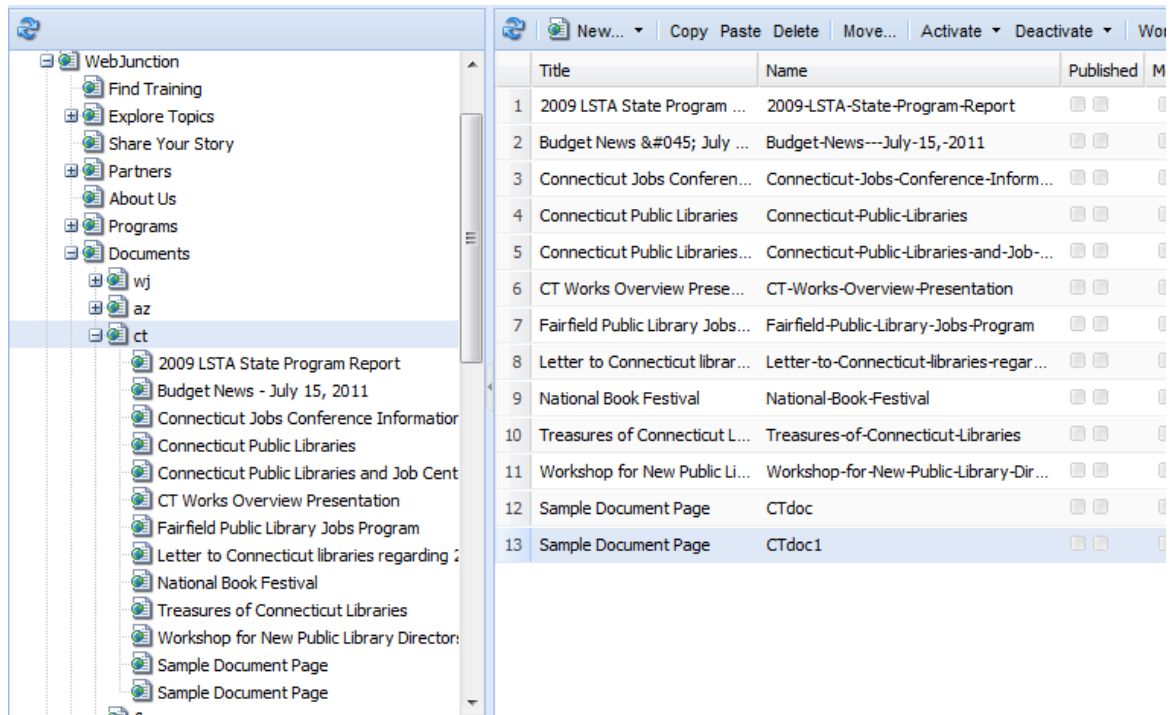 New... Copy Paste Delete Move... Activate Deactivate Wor
WebJunction
Find Training
Explore Topics
Share Your Story
Partners
About Us
Programs
Documents
wj
az
ct
2009 LSTA State Program Report
Budget News - July 15, 2011
Connecticut Jobs Conference Information
Connecticut Public Libraries
Connecticut Public Libraries and Job Cent
CT Works Overview Presentation
Fairfield Public Library Jobs Program
Letter to Connecticut libraries regarding 2
National Book Festival
Treasures of Connecticut Libraries
Workshop for New Public Library Directors
Sample Document Page
Sample Document Page
Title Name Published M
1 2009 LSTA State Program ... 2009-LSTA-State-Program-Report
2 Budget News &#045; July ... Budget-News---July-15,-2011
3 Connecticut Jobs Conferen... Connecticut-Jobs-Conference-Inform...
4 Connecticut Public Libraries Connecticut-Public-Libraries
5 Connecticut Public Libraries... Connecticut-Public-Libraries-and-Job-...
6 CT Works Overview Prese... CT-Works-Overview-Presentation
7 Fairfield Public Library Jobs... Fairfield-Public-Library-Jobs-Program
8 Letter to Connecticut librar... Letter-to-Connecticut-libraries-regar...
9 National Book Festival National-Book-Festival
10 Treasures of Connecticut L... Treasures-of-Connecticut-Libraries
11 Workshop for New Public Li... Workshop-for-New-Public-Library-Dir...
12 Sample Document Page CTdoc
13 Sample Document Page CTdoc1